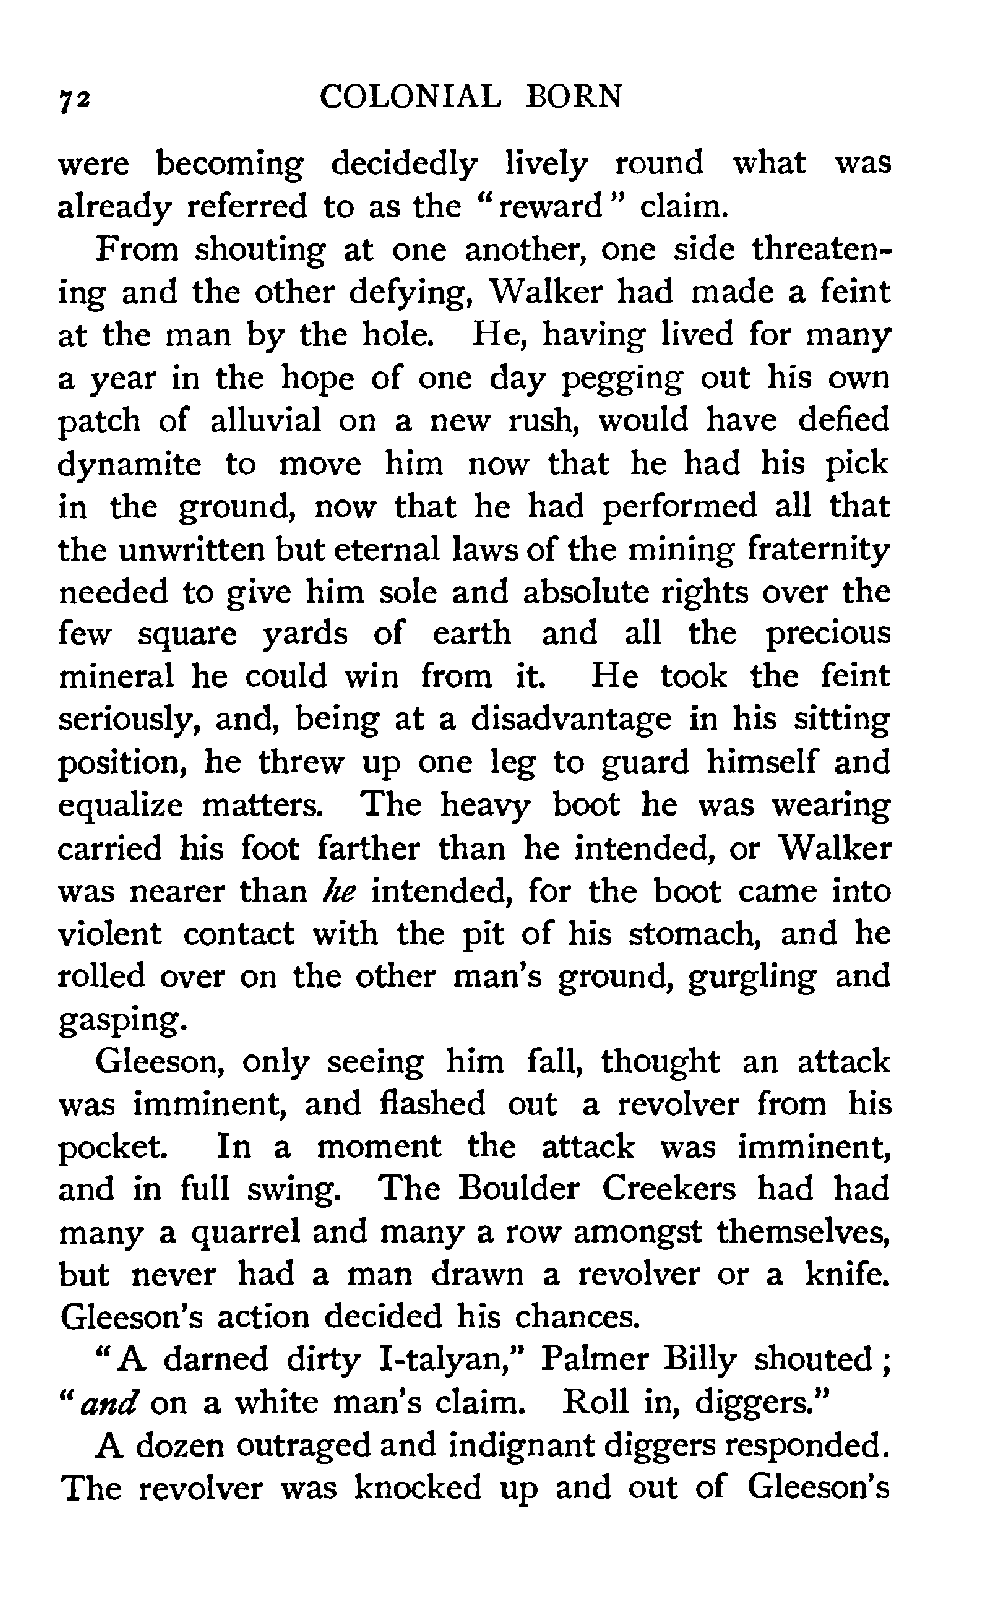 72 COLONIAL BORN
were becoming decidedly lively round what was
already referred to as the "reward" claim.
From shouting at one another, one side threaten-
ing and the other defying, Walker had made a feint
at the man by the hole. He, having lived for many
a year in the hope of one day pegging out his own
patch of alluvial on a new rush, would have defied
dynamite to move him now that he had his pick
in the ground, now that he had performed all that
the unwritten but eternal laws of the mining fraternity
needed to give him sole and absolute rights over the
few square yards of earth and all the precious
mineral he could win from it. He took the feint
seriously, and, being at a disadvantage in his sitting
position, he threw up one leg to guard himself and
equalize matters. The heavy boot he was wearing
carried his foot farther than he intended, or Walker
was nearer than he intended, for the boot came into
violent contact with the pit of his stomach, and he
rolled over on the other man's ground, gurgling and
gasping.
Gleeson, only seeing him fall, thought an attack
was imminent, and flashed out a revolver from his
pocket. In a moment the attack was imminent,
and in full swing. The Boulder Creekers had had
many a quarrel and many a row amongst themselves,
but never had a man drawn a revolver or a knife.
Gleeson's action decided his chances.
"A darned dirty I-talyan," Palmer Billy shouted;
"and on a white man's claim. Roll in, diggers."
A dozen outraged and indignant diggers responded.
The revolver was knocked up and out of Gleeson's